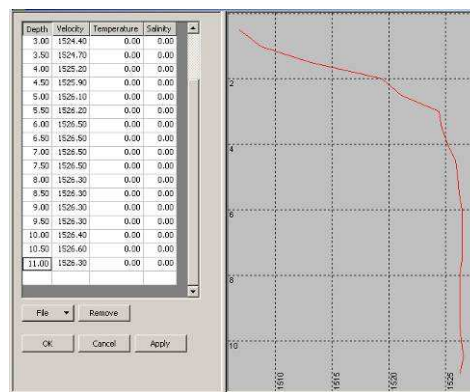 Depth Velocity Temperature Salinity
3.00 1524.40 0.00 0.00
3.50 1524.70 0.00 0.00
4.00 1525.20 0.00 0.00
4.50 1525.90 0.00 0.00
5.00 1526.10 0.00 0.00
5.50 1526.20 0.00 0.00
6.00 1526.50 0.00 0.00
6.50 1526.50 0.00 0.00
7.00 1526.50 0.00 0.00
7.50 1526.50 0.00 0.00
8.00 1526.30 0.00 0.00
8.50 1526.30 0.00 0.00
9.00 1526.30 0.00 0.00
9.50 1526.30 0.00 0.00
10.00 1526.40 0.00 0.00
10.50 1526.60 0.00 0.00
11.00 1526.30 0.00 0.00
File Remove
OK Cancel Apply
2
4
6
8
10
1510 1515 1520 1525